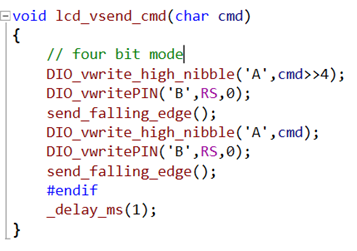 void lcd_vsend_cmd(char cmd)
{
// four bit mode
DIO_vwrite_high_nibble('A',cmd>>4);
DIO_vwritePIN('B',RS,0);
send_falling_edge();
DIO_vwrite_high_nibble('A',cmd);
DIO_vwritePIN('B',RS,0);
send_falling_edge();
#endif
_delay_ms(1);
}